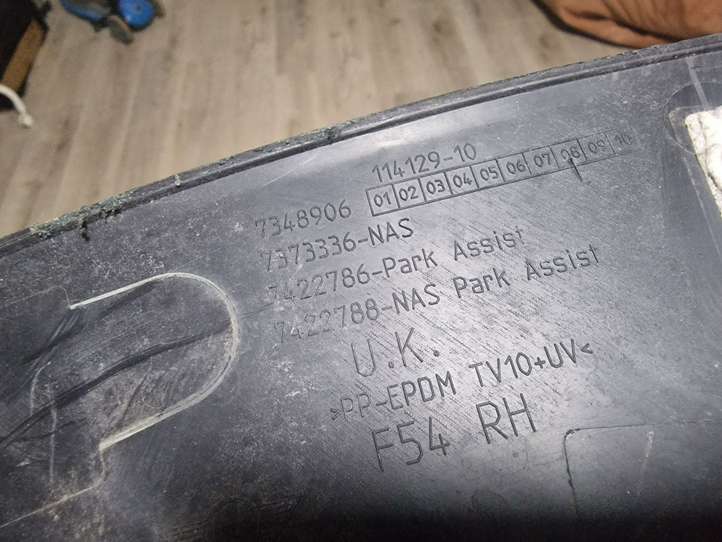 114129-10
01 02 03 04 05 06 07 08 09 10
7348906
7373336-NAS
7422786-Park Assist
7422788-NAS Park Assist
U.K.
>PP-EPDM TV10+UV<
F54 RH